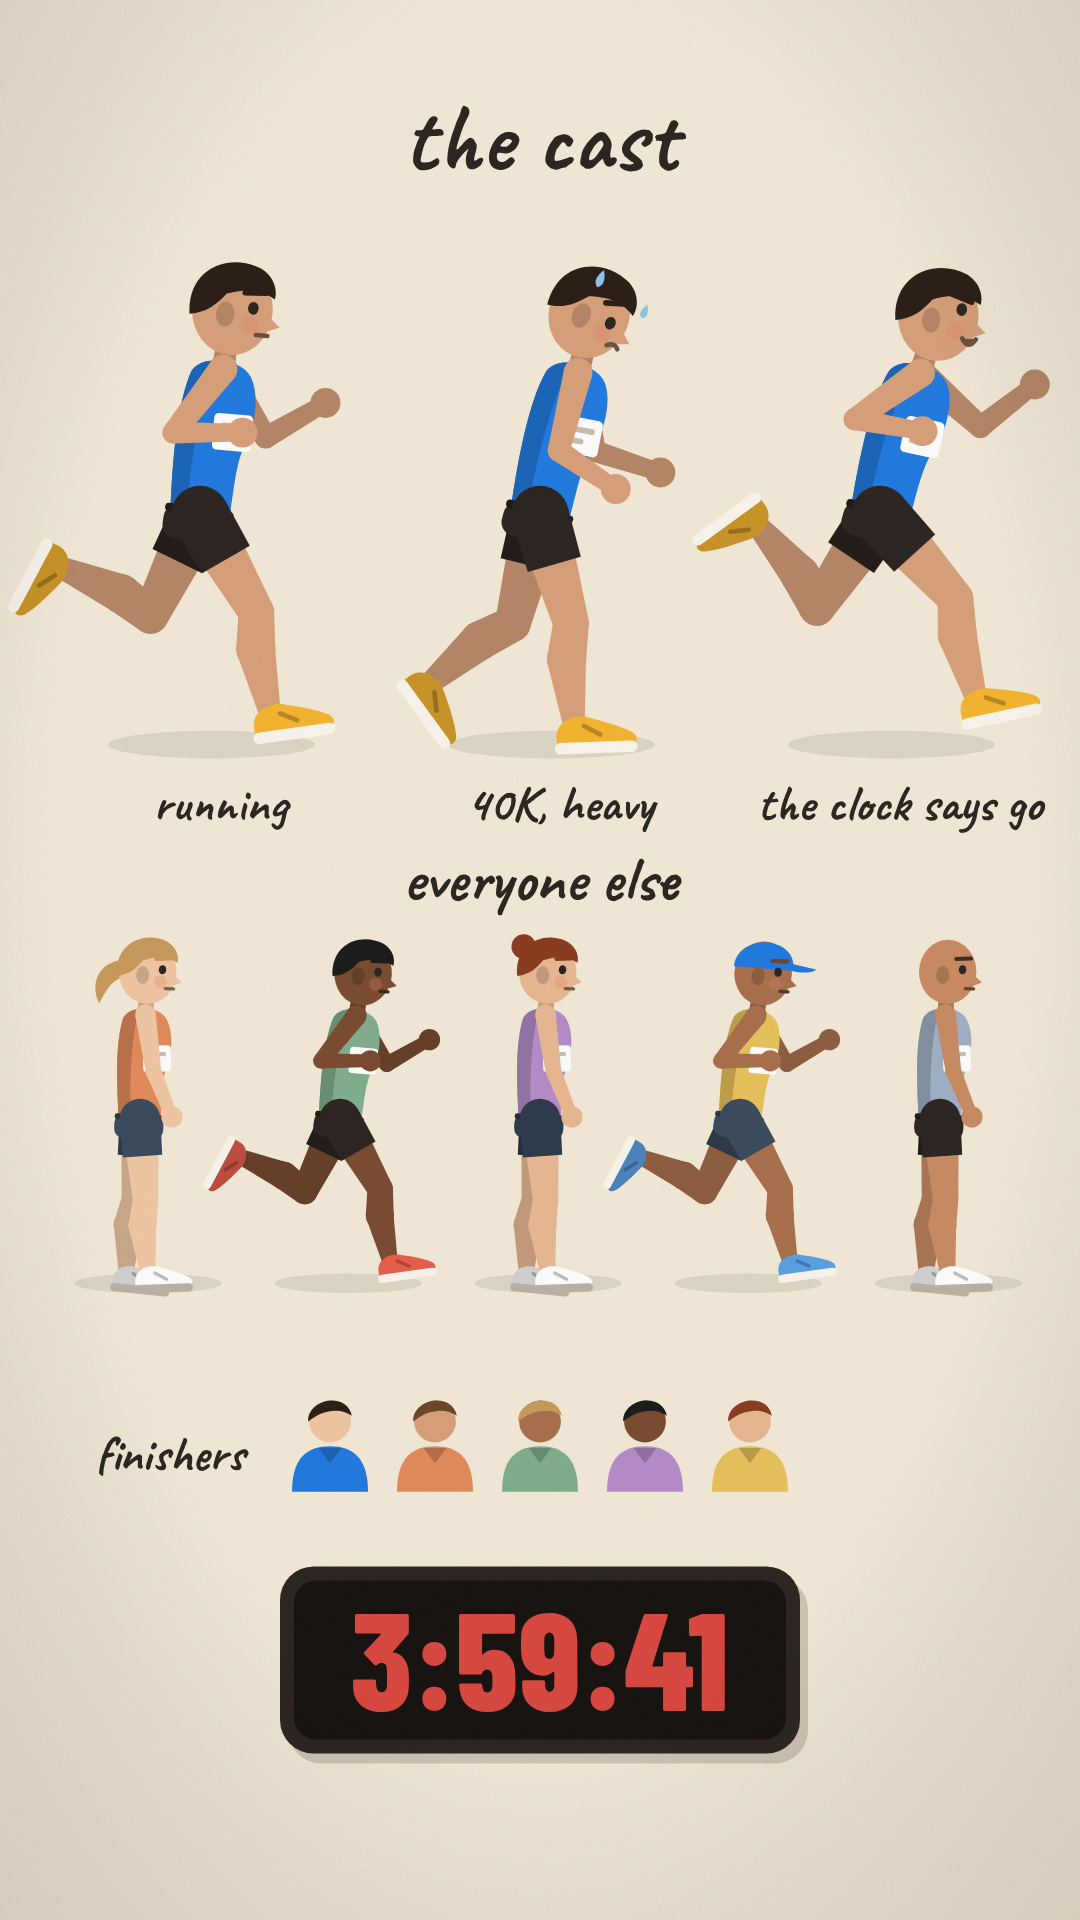 the cast
running
40K, heavy
the clock says go
everyone else
finishers
3:59:41